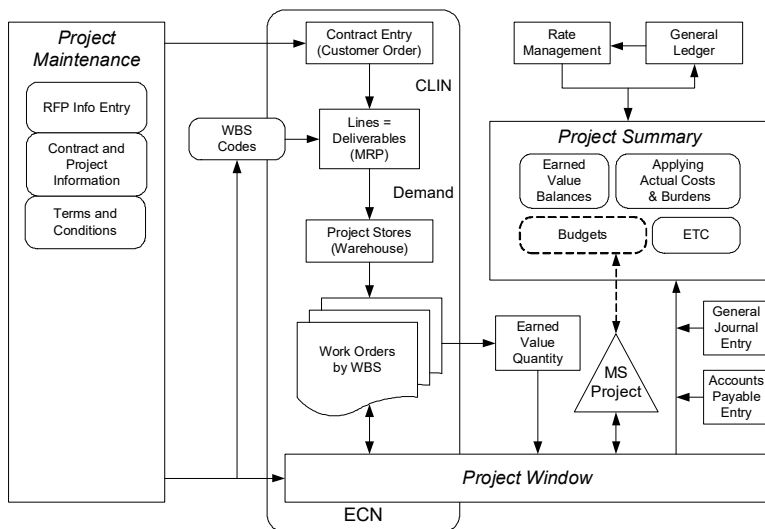 Project
Maintenance
RFP Info Entry
Contract and
Project
Information
Terms and
Conditions
Contract Entry
(Customer Order)
CLIN
WBS
Codes
Lines =
Deliverables
(MRP)
Demand
Project Stores
(Warehouse)
Work Orders
by WBS
Earned
Value
Quantity
Rate
Management
General
Ledger
Project Summary
Earned
Value
Balances
Applying
Actual Costs
& Burdens
Budgets
ETC
MS
Project
General
Journal
Entry
Accounts
Payable
Entry
Project Window
ECN